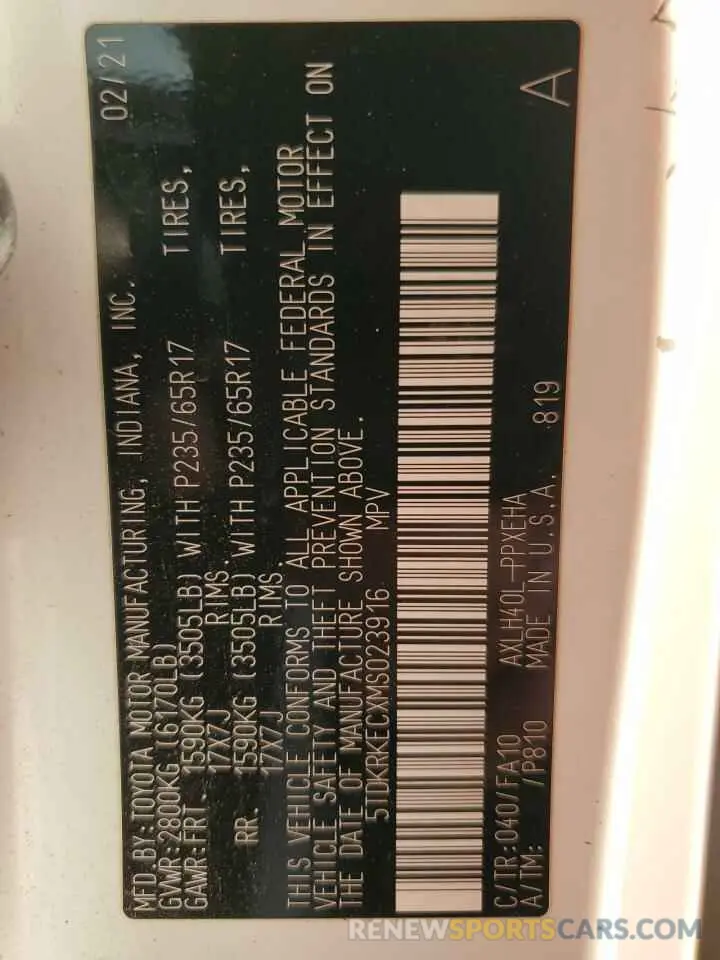 MFD.BY:TOYOTA MOTOR MANUFACTURING, INDIANA, INC. 02/21
GVWR:2800KG (6170LB)
GAWR:FRT. 1590KG (3505LB) WITH P235/65R17 TIRES,
17X7J RIMS.
RR. 1590KG (3505LB) WITH P235/65R17 TIRES,
17X7J RIMS.
THIS VEHICLE CONFORMS TO ALL APPLICABLE FEDERAL MOTOR
VEHICLE SAFETY AND THEFT PREVENTION STANDARDS IN EFFECT ON
THE DATE OF MANUFACTURE SHOWN ABOVE.
5TDKRKECXMS023916 MPV
C/TR:040/FA10 AXLH40L-PPXEHA A
A/TM: /P810 MADE IN U.S.A. 819
RENEWSPORTSCARS.COM